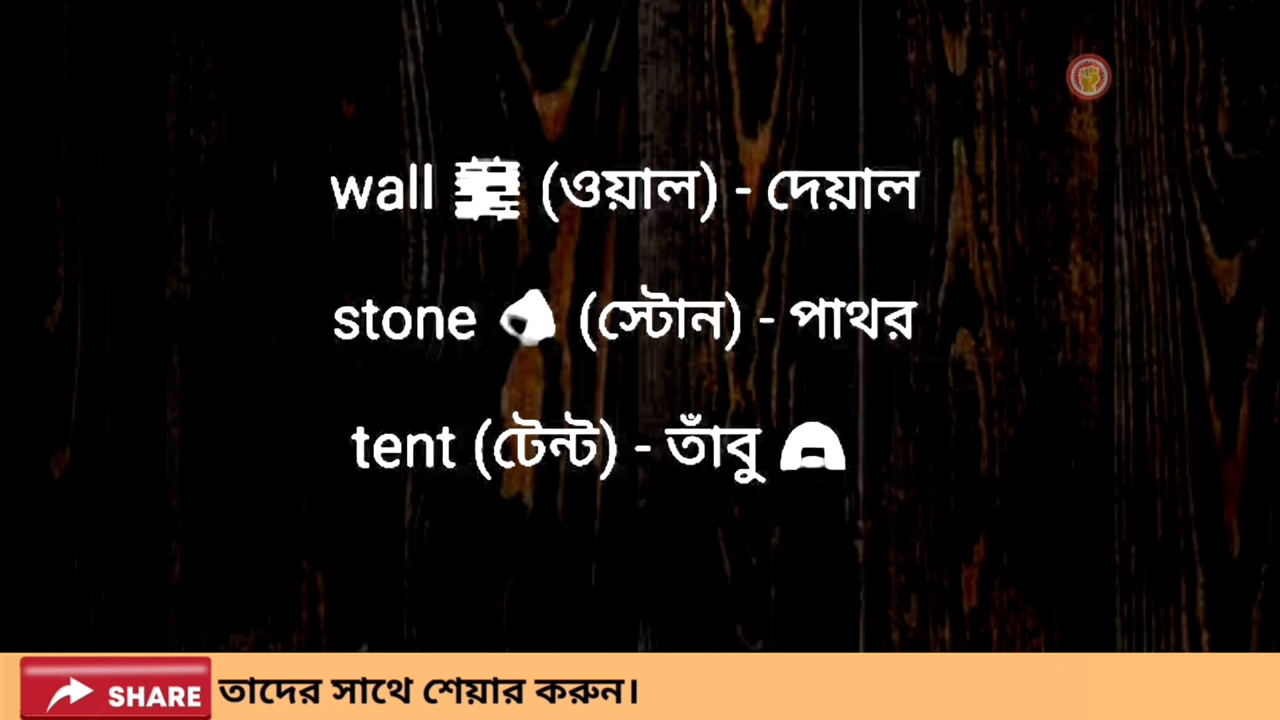 wall (ওয়াল) - দেয়াল
stone (স্টোন) - পাথর
tent (টেন্ট) - তাঁবু
SHARE তাদের সাথে শেয়ার করুন।